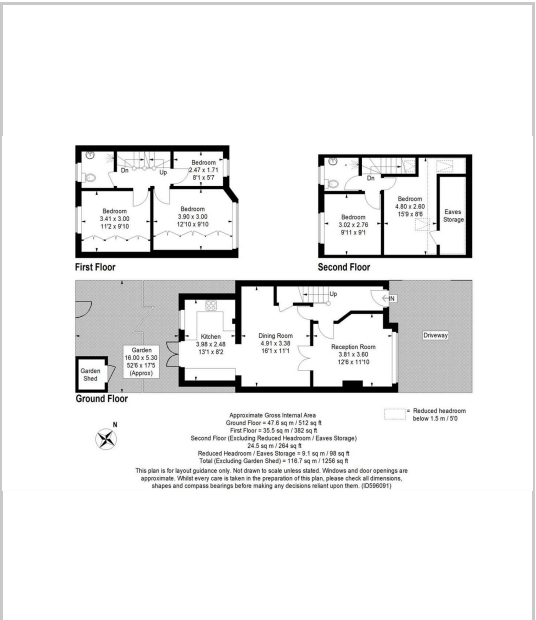 Bedroom
2.47 x 1.71
8'1 x 5'7
Dn
Up
Bedroom
3.41 x 3.00
11'2 x 9'10
Bedroom
3.90 x 3.00
12'10 x 9'10
First Floor
Dn
Bedroom
4.80 x 2.60
15'9 x 8'6
Bedroom
3.02 x 2.76
9'11 x 9'1
Eaves
Storage
Second Floor
Up
IN
Kitchen
3.98 x 2.48
13'1 x 8'2
Dining Room
4.91 x 3.38
16'1 x 11'1
Reception Room
3.81 x 3.60
12'6 x 11'10
Driveway
Garden
16.00 x 5.30
52'6 x 17'5
(Approx)
Garden
Shed
Ground Floor
N
Approximate Gross Internal Area
Ground Floor = 47.6 sq m / 512 sq ft
First Floor = 35.5 sq m / 382 sq ft
Second Floor (Excluding Reduced Headroom / Eaves Storage)
24.5 sq m / 264 sq ft
Reduced Headroom / Eaves Storage = 9.1 sq m / 98 sq ft
Total (Excluding Garden Shed) = 116.7 sq m / 1256 sq ft
= Reduced headroom
below 1.5 m / 5'0
This plan is for layout guidance only. Not drawn to scale unless stated. Windows and door openings are
approximate. Whilst every care is taken in the preparation of this plan, please check all dimensions,
shapes and compass bearings before making any decisions reliant upon them. (ID596091)